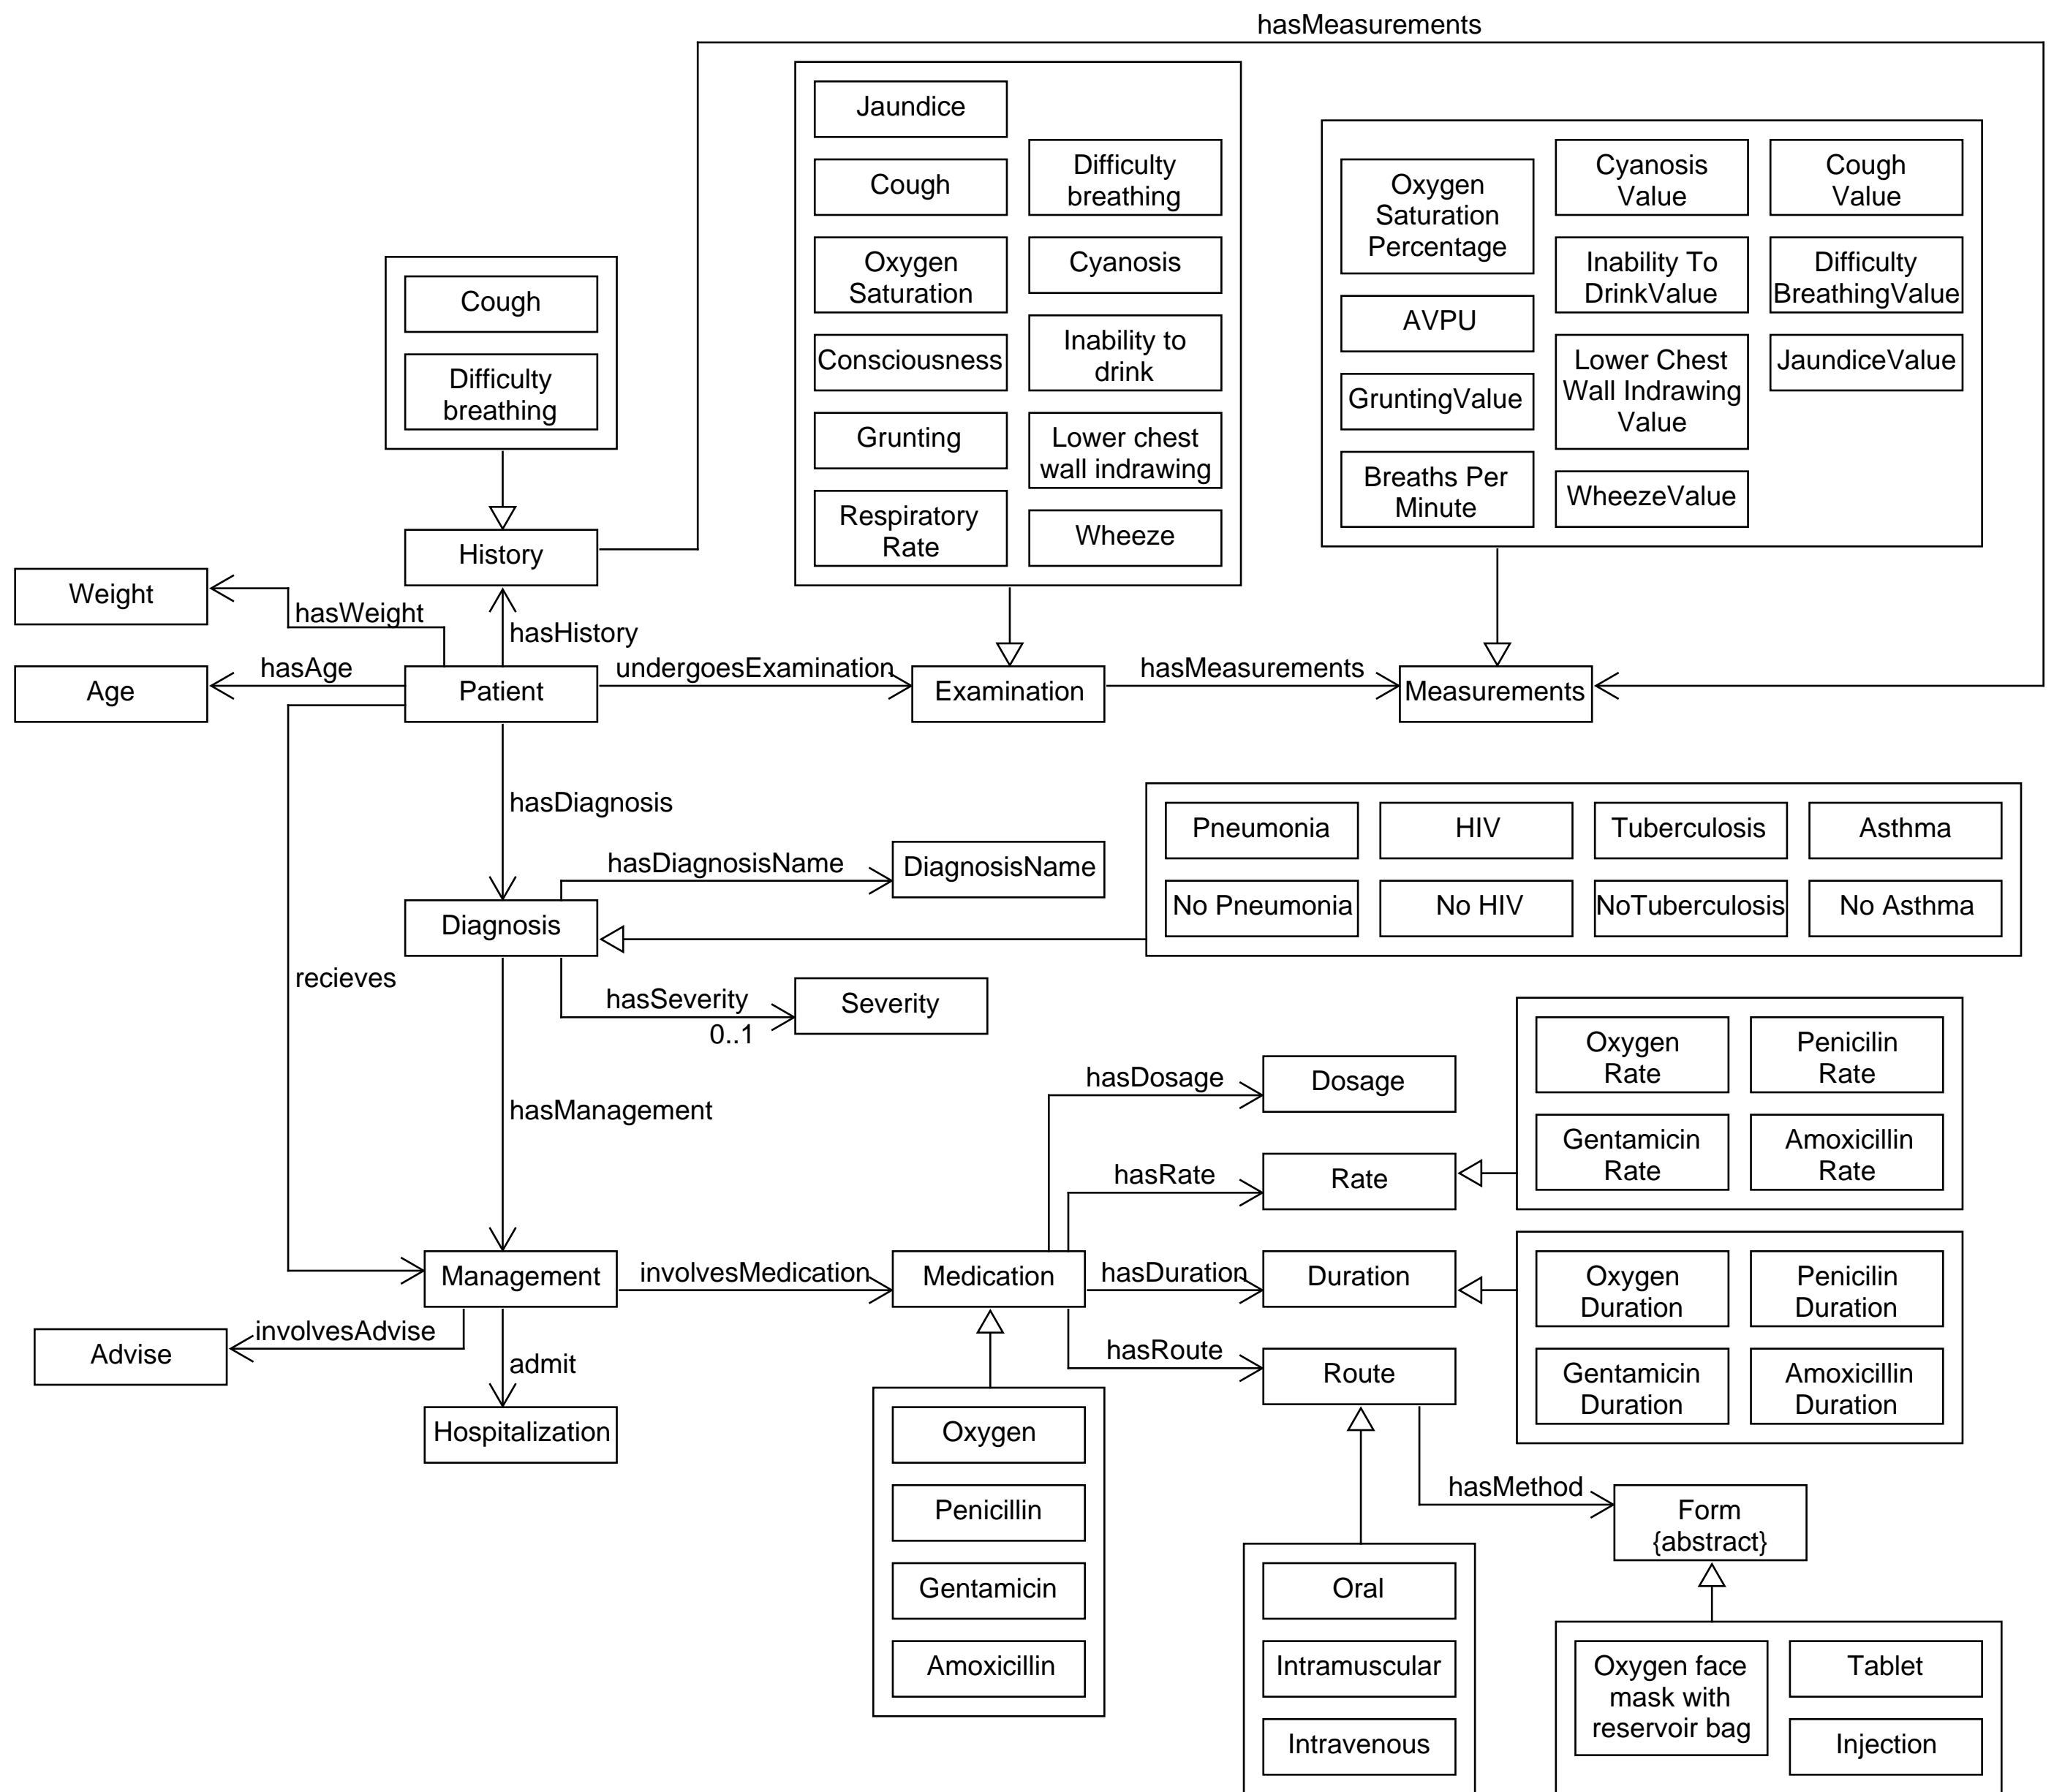 hasMeasurements
Jaundice
Cough
Oxygen
Saturation
Consciousness
Grunting
Respiratory
Rate
Difficulty
breathing
Cyanosis
Inability to
drink
Lower chest
wall indrawing
Wheeze
Oxygen
Saturation
Percentage
AVPU
GruntingValue
Breaths Per
Minute
Cyanosis
Value
Inability To
DrinkValue
Lower Chest
Wall Indrawing
Value
WheezeValue
Cough
Value
Difficulty
BreathingValue
JaundiceValue
Cough
Difficulty
breathing
History
Weight
hasWeight
hasHistory
Age
hasAge
Patient
undergoesExamination
Examination
hasMeasurements
Measurements
hasDiagnosis
Pneumonia
HIV
Tuberculosis
Asthma
No Pneumonia
No HIV
NoTuberculosis
No Asthma
hasDiagnosisName
DiagnosisName
Diagnosis
recieves
hasSeverity
0..1
Severity
hasManagement
hasDosage
Dosage
Oxygen
Rate
Penicilin
Rate
Gentamicin
Rate
Amoxicillin
Rate
hasRate
Rate
Management
involvesMedication
Medication
hasDuration
Duration
Oxygen
Duration
Penicilin
Duration
Gentamicin
Duration
Amoxicillin
Duration
Advise
involvesAdvise
admit
Hospitalization
hasRoute
Route
Oxygen
Penicillin
Gentamicin
Amoxicillin
hasMethod
Form
{abstract}
Oral
Intramuscular
Intravenous
Oxygen face
mask with
reservoir bag
Tablet
Injection